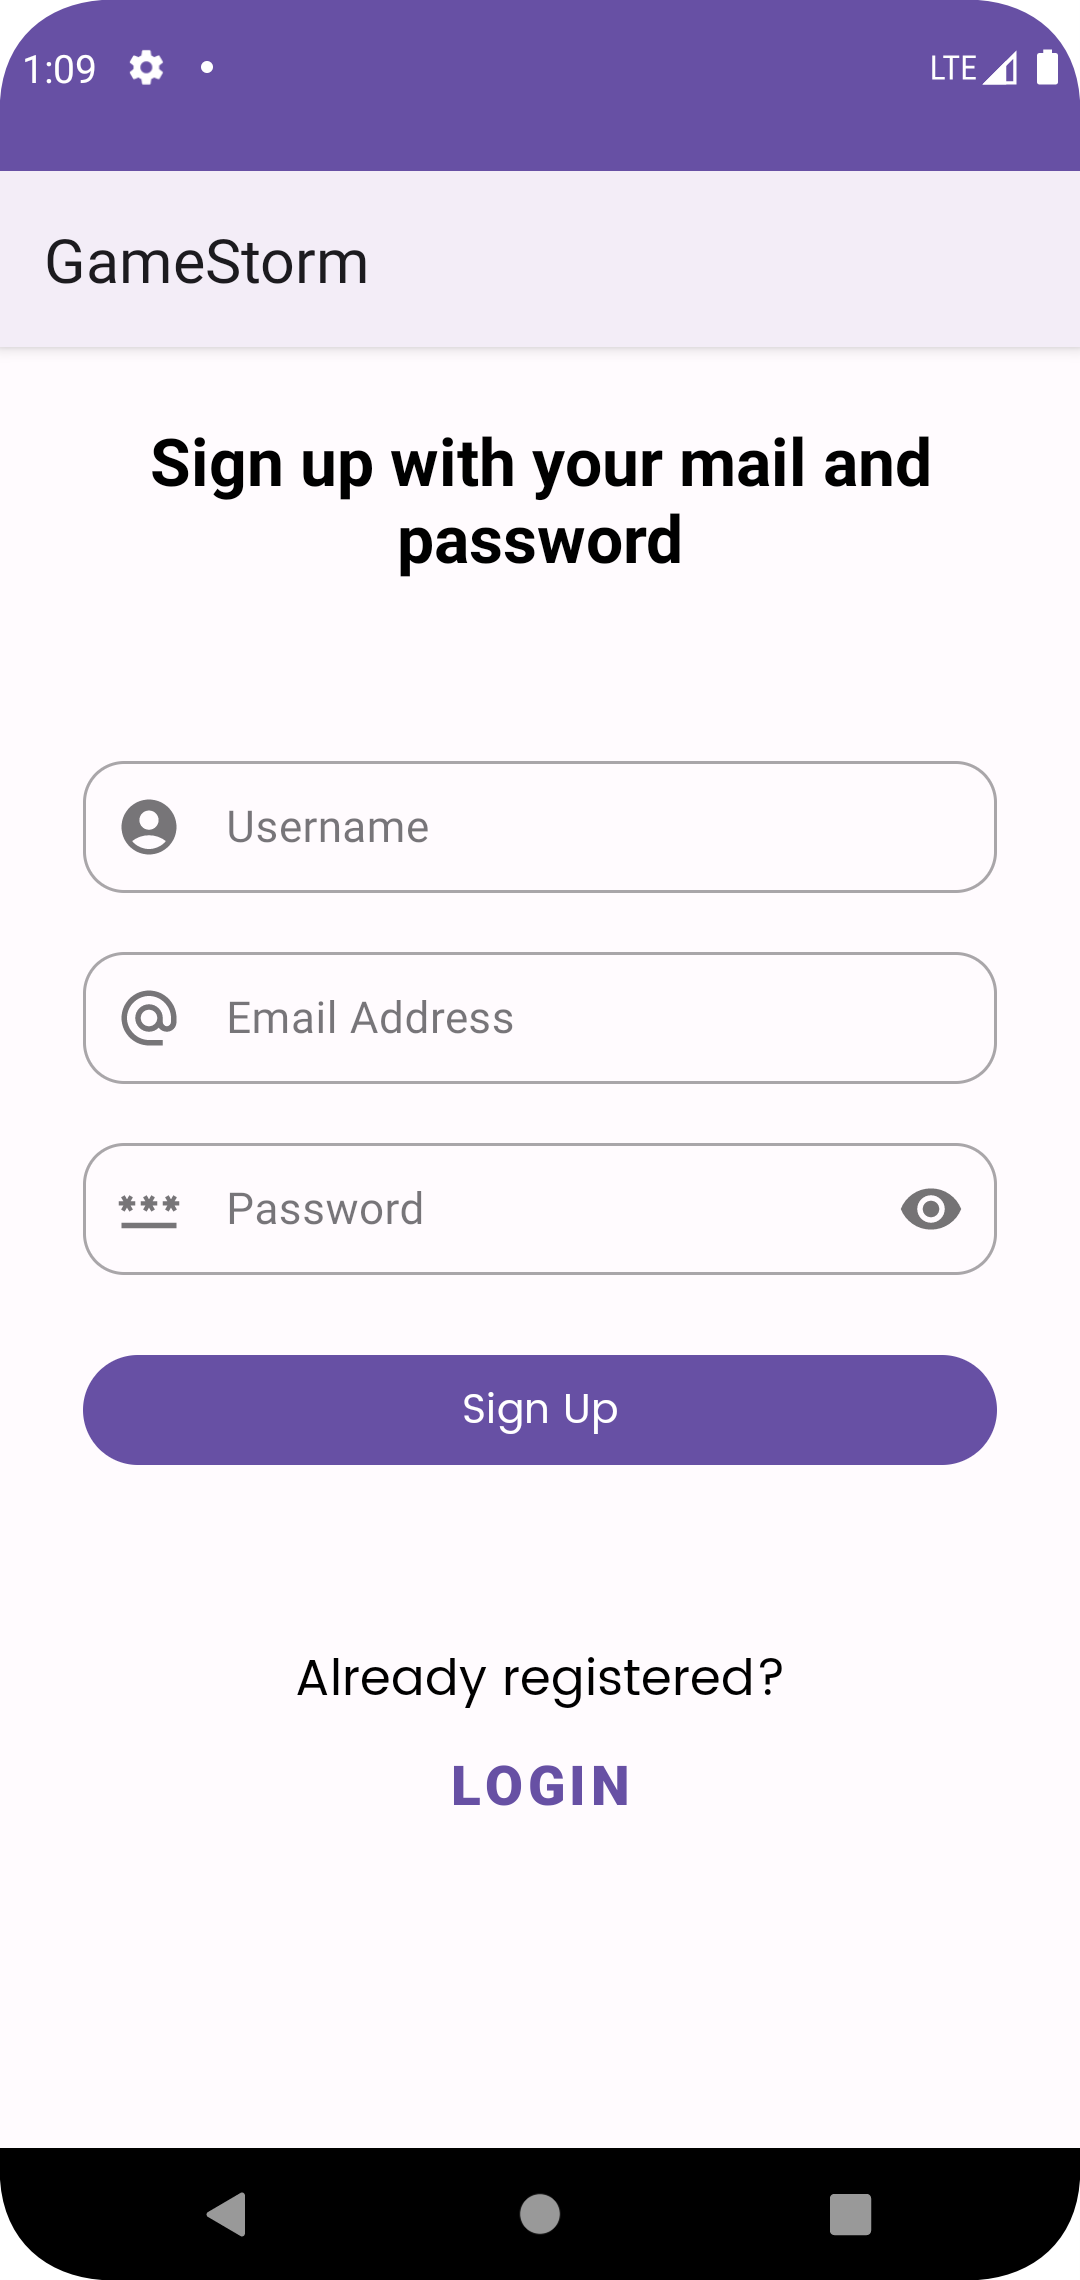 1:09
LTE
GameStorm
Sign up with your mail and
password
Username
Email Address
Password
Sign Up
Already registered?
LOGIN